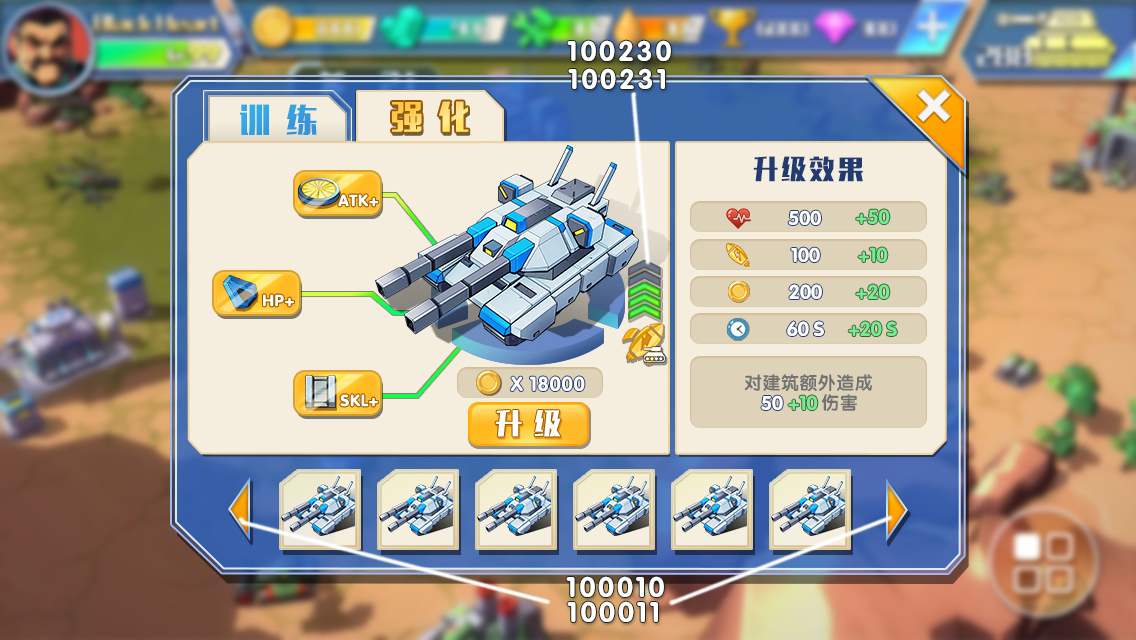 100230
100231
训练
强化
升级效果
ATK+
500 +50
100 +10
HP+
200 +20
60 S +20 S
对建筑额外造成
50 +10 伤害
X 18000
SKL+
升级
100010
100011